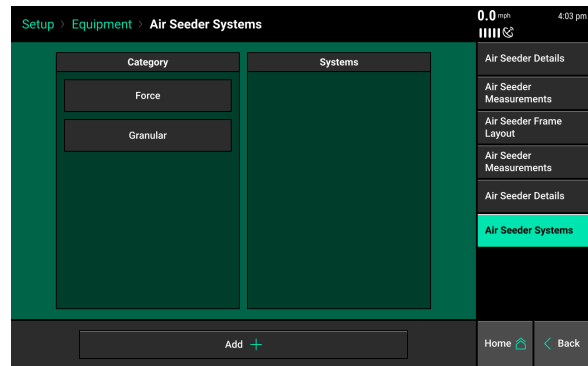 Setup > Equipment > Air Seeder Systems
0.0 mph
4:03 pm
Category
Systems
Force
Granular
Air Seeder Details
Air Seeder
Measurements
Air Seeder Frame
Layout
Air Seeder
Measurements
Air Seeder Details
Air Seeder Systems
Add
Home
Back